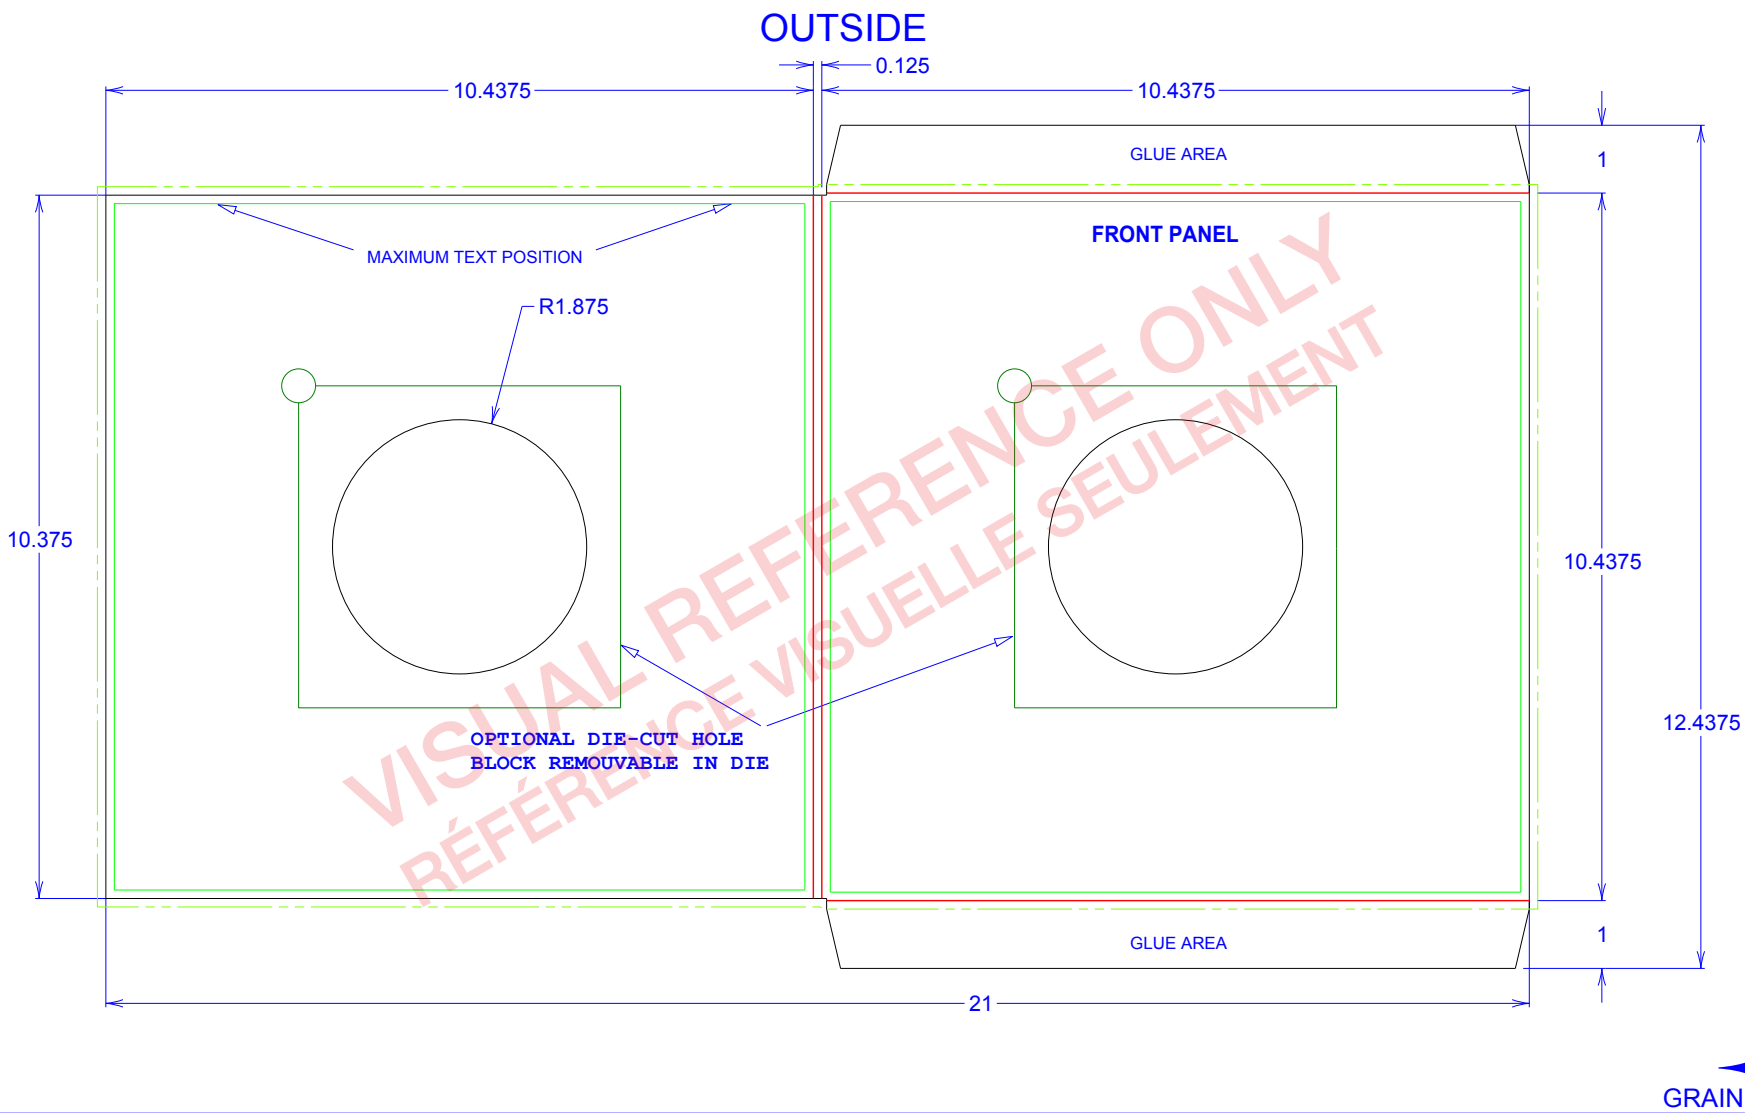 OUTSIDE
0.125
10.4375
10.4375
GLUE AREA
1
FRONT PANEL
MAXIMUM TEXT POSITION
R1.875
10.375
10.4375
12.4375
VISUAL REFERENCE ONLY
RÉFÉRENCE VISUELLE SEULEMENT
OPTIONAL DIE-CUT HOLE
BLOCK REMOUVABLE IN DIE
GLUE AREA
1
21
GRAIN